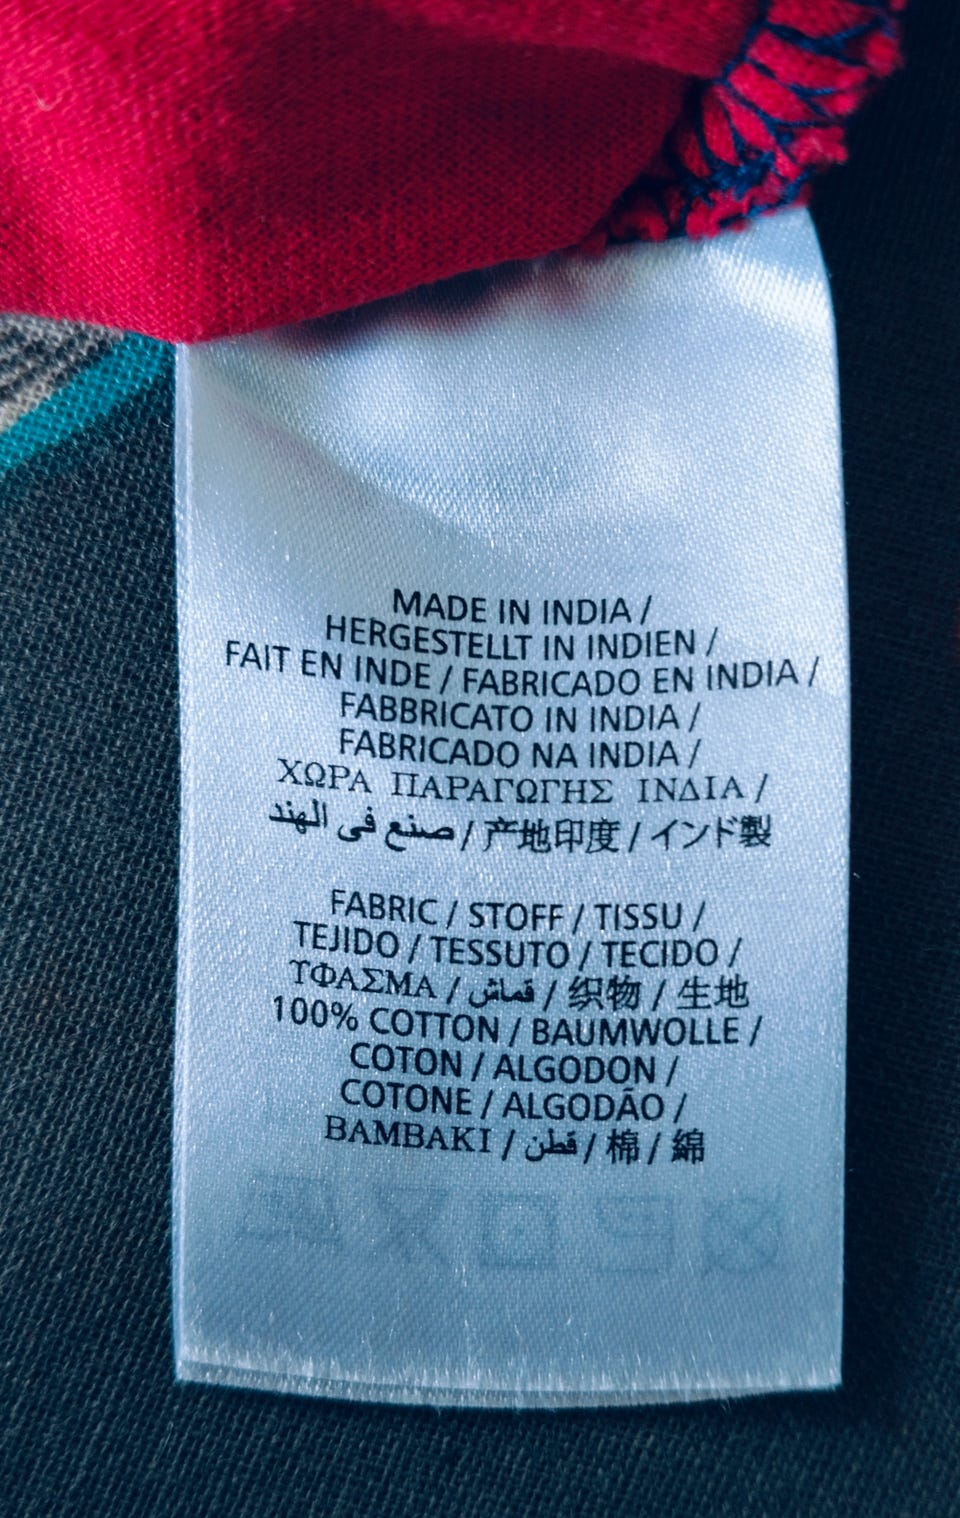 MADE IN INDIA /
HERGESTELLT IN INDIEN /
FAIT EN INDE / FABRICADO EN INDIA /
FABBRICATO IN INDIA /
FABRICADO NA INDIA /
ΧΩΡΑ ΠΑΡΑΓΩΓΗΣ ΙΝΔΙΑ /
صنع فى الهند / 产地印度 / インド製
FABRIC / STOFF / TISSU /
TEJIDO / TESSUTO / TECIDO /
ΥΦΑΣΜΑ / قماش / 织物 / 生地
100% COTTON / BAUMWOLLE /
COTON / ALGODON /
COTONE / ALGODÃO /
ΒΑΜΒΑΚΙ / قطن / 棉 / 綿